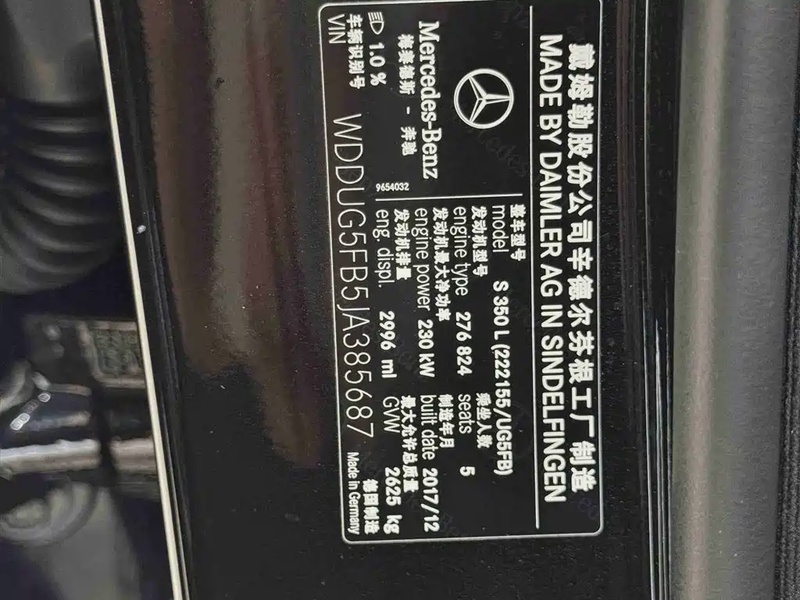 戴姆勒股份公司辛德尔芬根工厂制造
MADE BY DAIMLER AG IN SINDELFINGEN
Mercedes-Benz
梅赛德斯 - 奔驰
9654032
整车型号
model S 350 L (222155/UG5FB)
发动机型号 乘坐人数
engine type 276 824 seats 5
发动机最大净功率 制造年月
engine power 230 kW built date 2017/12
发动机排量 最大允许总质量
eng. displ. 2996 ml GVW 2625 kg
1.0 %
车辆识别号
VIN WDDUG5FB5JA385687
德国制造
Made in Germany